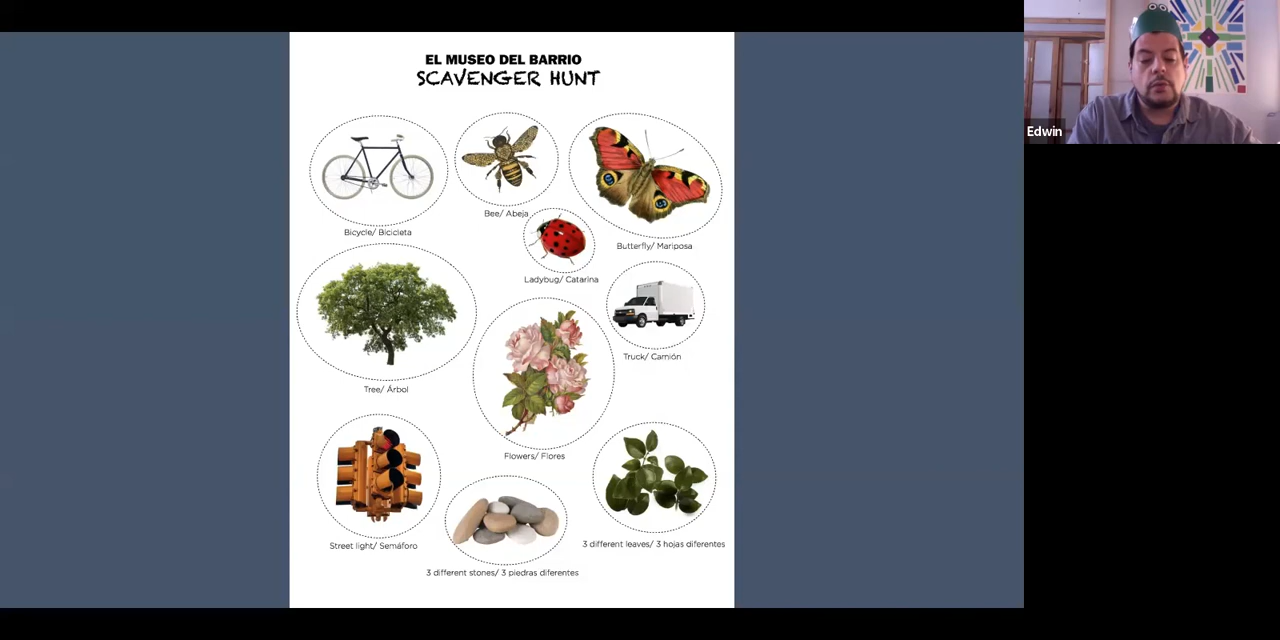 EL MUSEO DEL BARRIO
SCAVENGER HUNT
Edwin
Bee/ Abeja
Bicycle/ Bicicleta
Butterfly/ Mariposa
Ladybug/ Catarina
Truck/ Camión
Tree/ Árbol
Flowers/ Flores
Street light/ Semáforo
3 different leaves/ 3 hojas diferentes
3 different stones/ 3 piedras diferentes